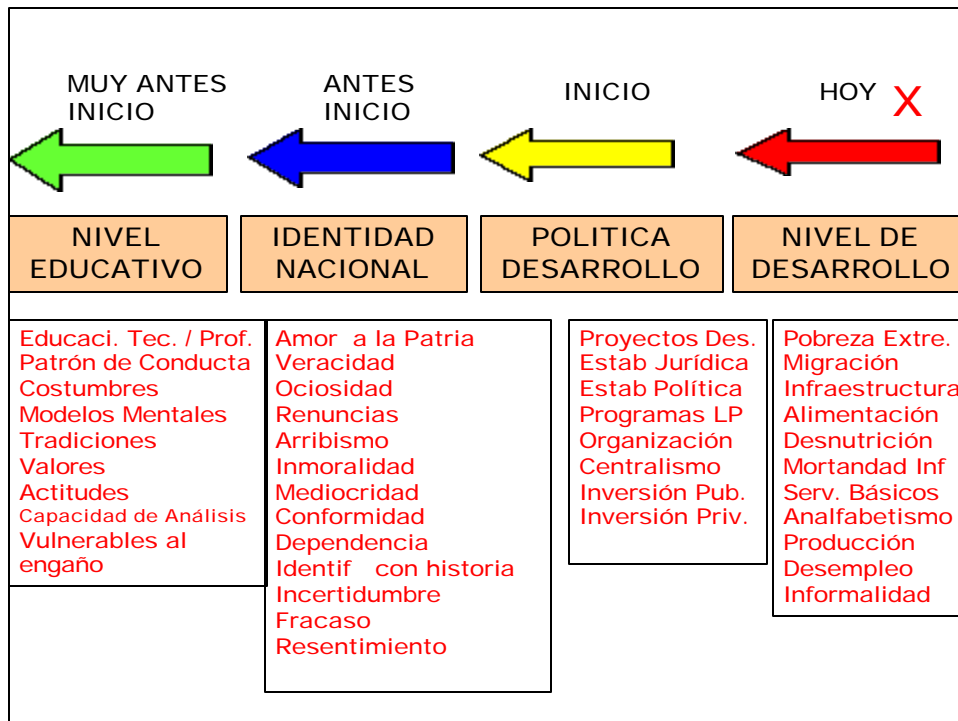 MUY ANTES
INICIO
ANTES
INICIO
INICIO
HOY X
NIVEL
EDUCATIVO
IDENTIDAD
NACIONAL
POLITICA
DESARROLLO
NIVEL DE
DESARROLLO
Educaci. Tec. / Prof.
Patrón de Conducta
Costumbres
Modelos Mentales
Tradiciones
Valores
Actitudes
Capacidad de Análisis
Vulnerables al
engaño
Amor a la Patria
Veracidad
Ociosidad
Renuncias
Arribismo
Inmoralidad
Mediocridad
Conformidad
Dependencia
Identif con historia
Incertidumbre
Fracaso
Resentimiento
Proyectos Des.
Estab Jurídica
Estab Política
Programas LP
Organización
Centralismo
Inversión Pub.
Inversión Priv.
Pobreza Extre.
Migración
Infraestructura
Alimentación
Desnutrición
Mortandad Inf
Serv. Básicos
Analfabetismo
Producción
Desempleo
Informalidad